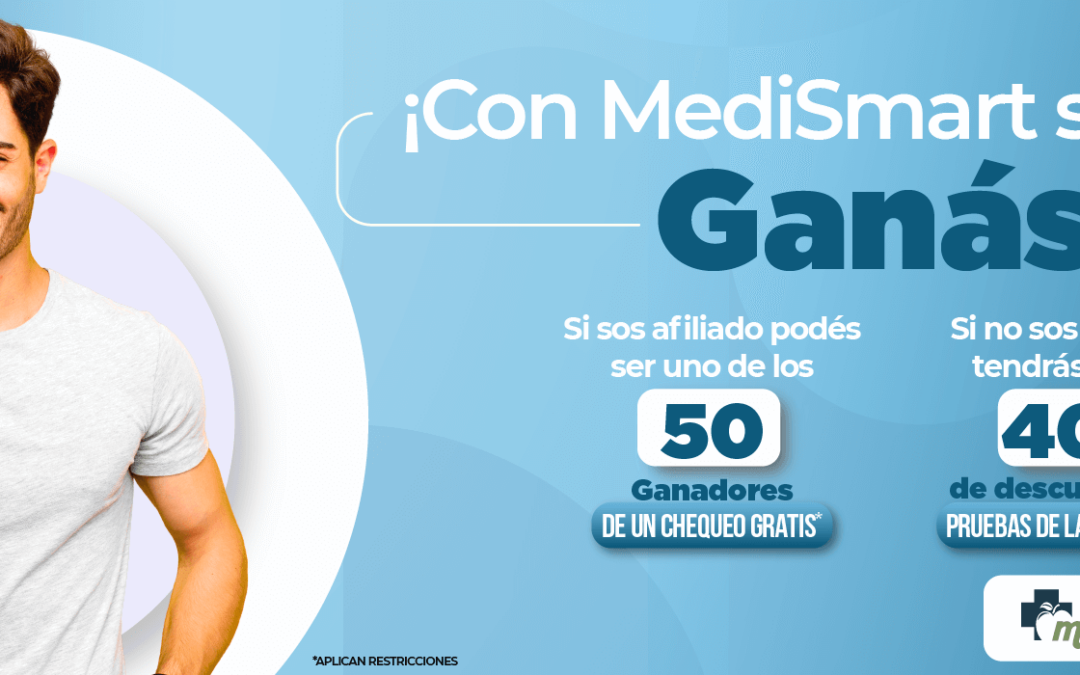 ¡Con MediSmart s
Ganás
Si sos afiliado podés
ser uno de los
50
Ganadores
DE UN CHEQUEO GRATIS*
Si no sos
tendrás
40
de descu
PRUEBAS DE LA
m
*APLICAN RESTRICCIONES